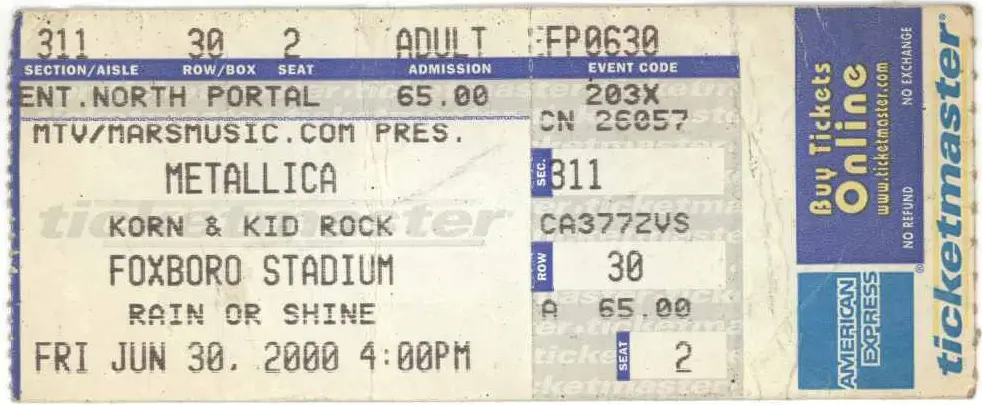 311 30 2 ADULT EFP0630
SECTION/AISLE ROW/BOX SEAT ADMISSION EVENT CODE
ENT.NORTH PORTAL 65.00 203X
MTV/MARSMUSIC.COM PRES.
METALLICA
KORN & KID ROCK
FOXBORO STADIUM
RAIN OR SHINE
FRI JUN 30, 2000 4:00PM
ticketmaster
CN 26057
SEC. 311
CA377ZVS
ROW 30
A 65.00
SEAT 2
Buy Tickets
Online
www.ticketmaster.com
NO REFUND NO EXCHANGE
AMERICAN
EXPRESS
ticketmaster®